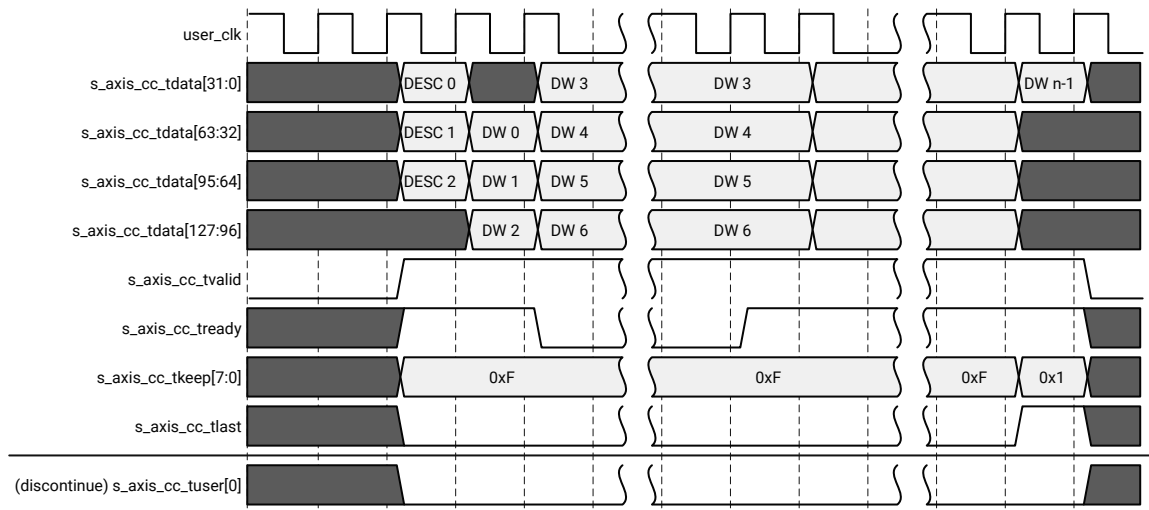 user_clk
s_axis_cc_tdata[31:0] DESC 0 DW 3 DW 3 DW n-1
s_axis_cc_tdata[63:32] DESC 1 DW 0 DW 4 DW 4
s_axis_cc_tdata[95:64] DESC 2 DW 1 DW 5 DW 5
s_axis_cc_tdata[127:96] DW 2 DW 6 DW 6
s_axis_cc_tvalid
s_axis_cc_tready
s_axis_cc_tkeep[7:0] 0xF 0xF 0xF 0x1
s_axis_cc_tlast
(discontinue) s_axis_cc_tuser[0]